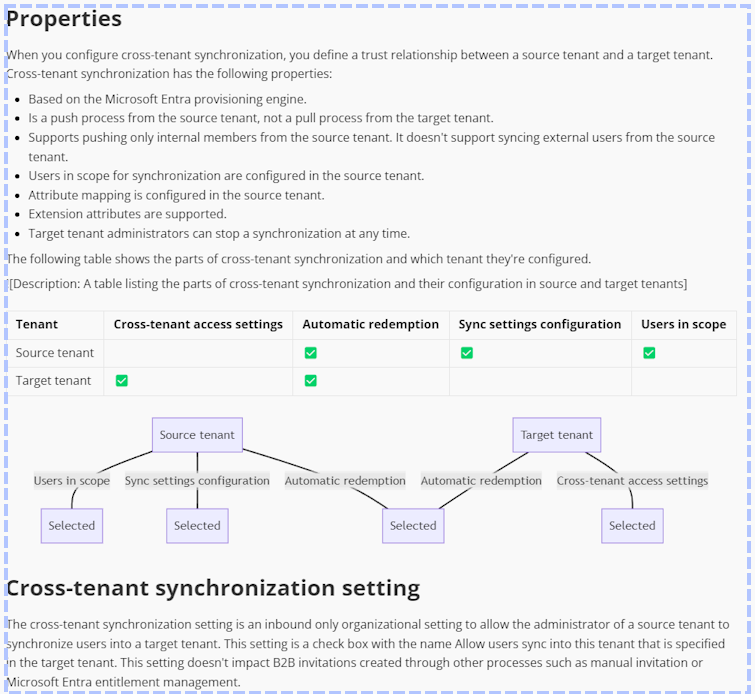 Properties
When you configure cross-tenant synchronization, you define a trust relationship between a source tenant and a target tenant.
Cross-tenant synchronization has the following properties:
Based on the Microsoft Entra provisioning engine.
Is a push process from the source tenant, not a pull process from the target tenant.
Supports pushing only internal members from the source tenant. It doesn't support syncing external users from the source
tenant.
Users in scope for synchronization are configured in the source tenant.
Attribute mapping is configured in the source tenant.
Extension attributes are supported.
Target tenant administrators can stop a synchronization at any time.
The following table shows the parts of cross-tenant synchronization and which tenant they're configured.
[Description: A table listing the parts of cross-tenant synchronization and their configuration in source and target tenants]
Tenant Cross-tenant access settings Automatic redemption Sync settings configuration Users in scope
Source tenant ✅ ✅ ✅
Target tenant ✅ ✅
Source tenant Target tenant
Users in scope Sync settings configuration Automatic redemption Automatic redemption Cross-tenant access settings
Selected Selected Selected Selected
Cross-tenant synchronization setting
The cross-tenant synchronization setting is an inbound only organizational setting to allow the administrator of a source tenant to
synchronize users into a target tenant. This setting is a check box with the name Allow users sync into this tenant that is specified
in the target tenant. This setting doesn't impact B2B invitations created through other processes such as manual invitation or
Microsoft Entra entitlement management.